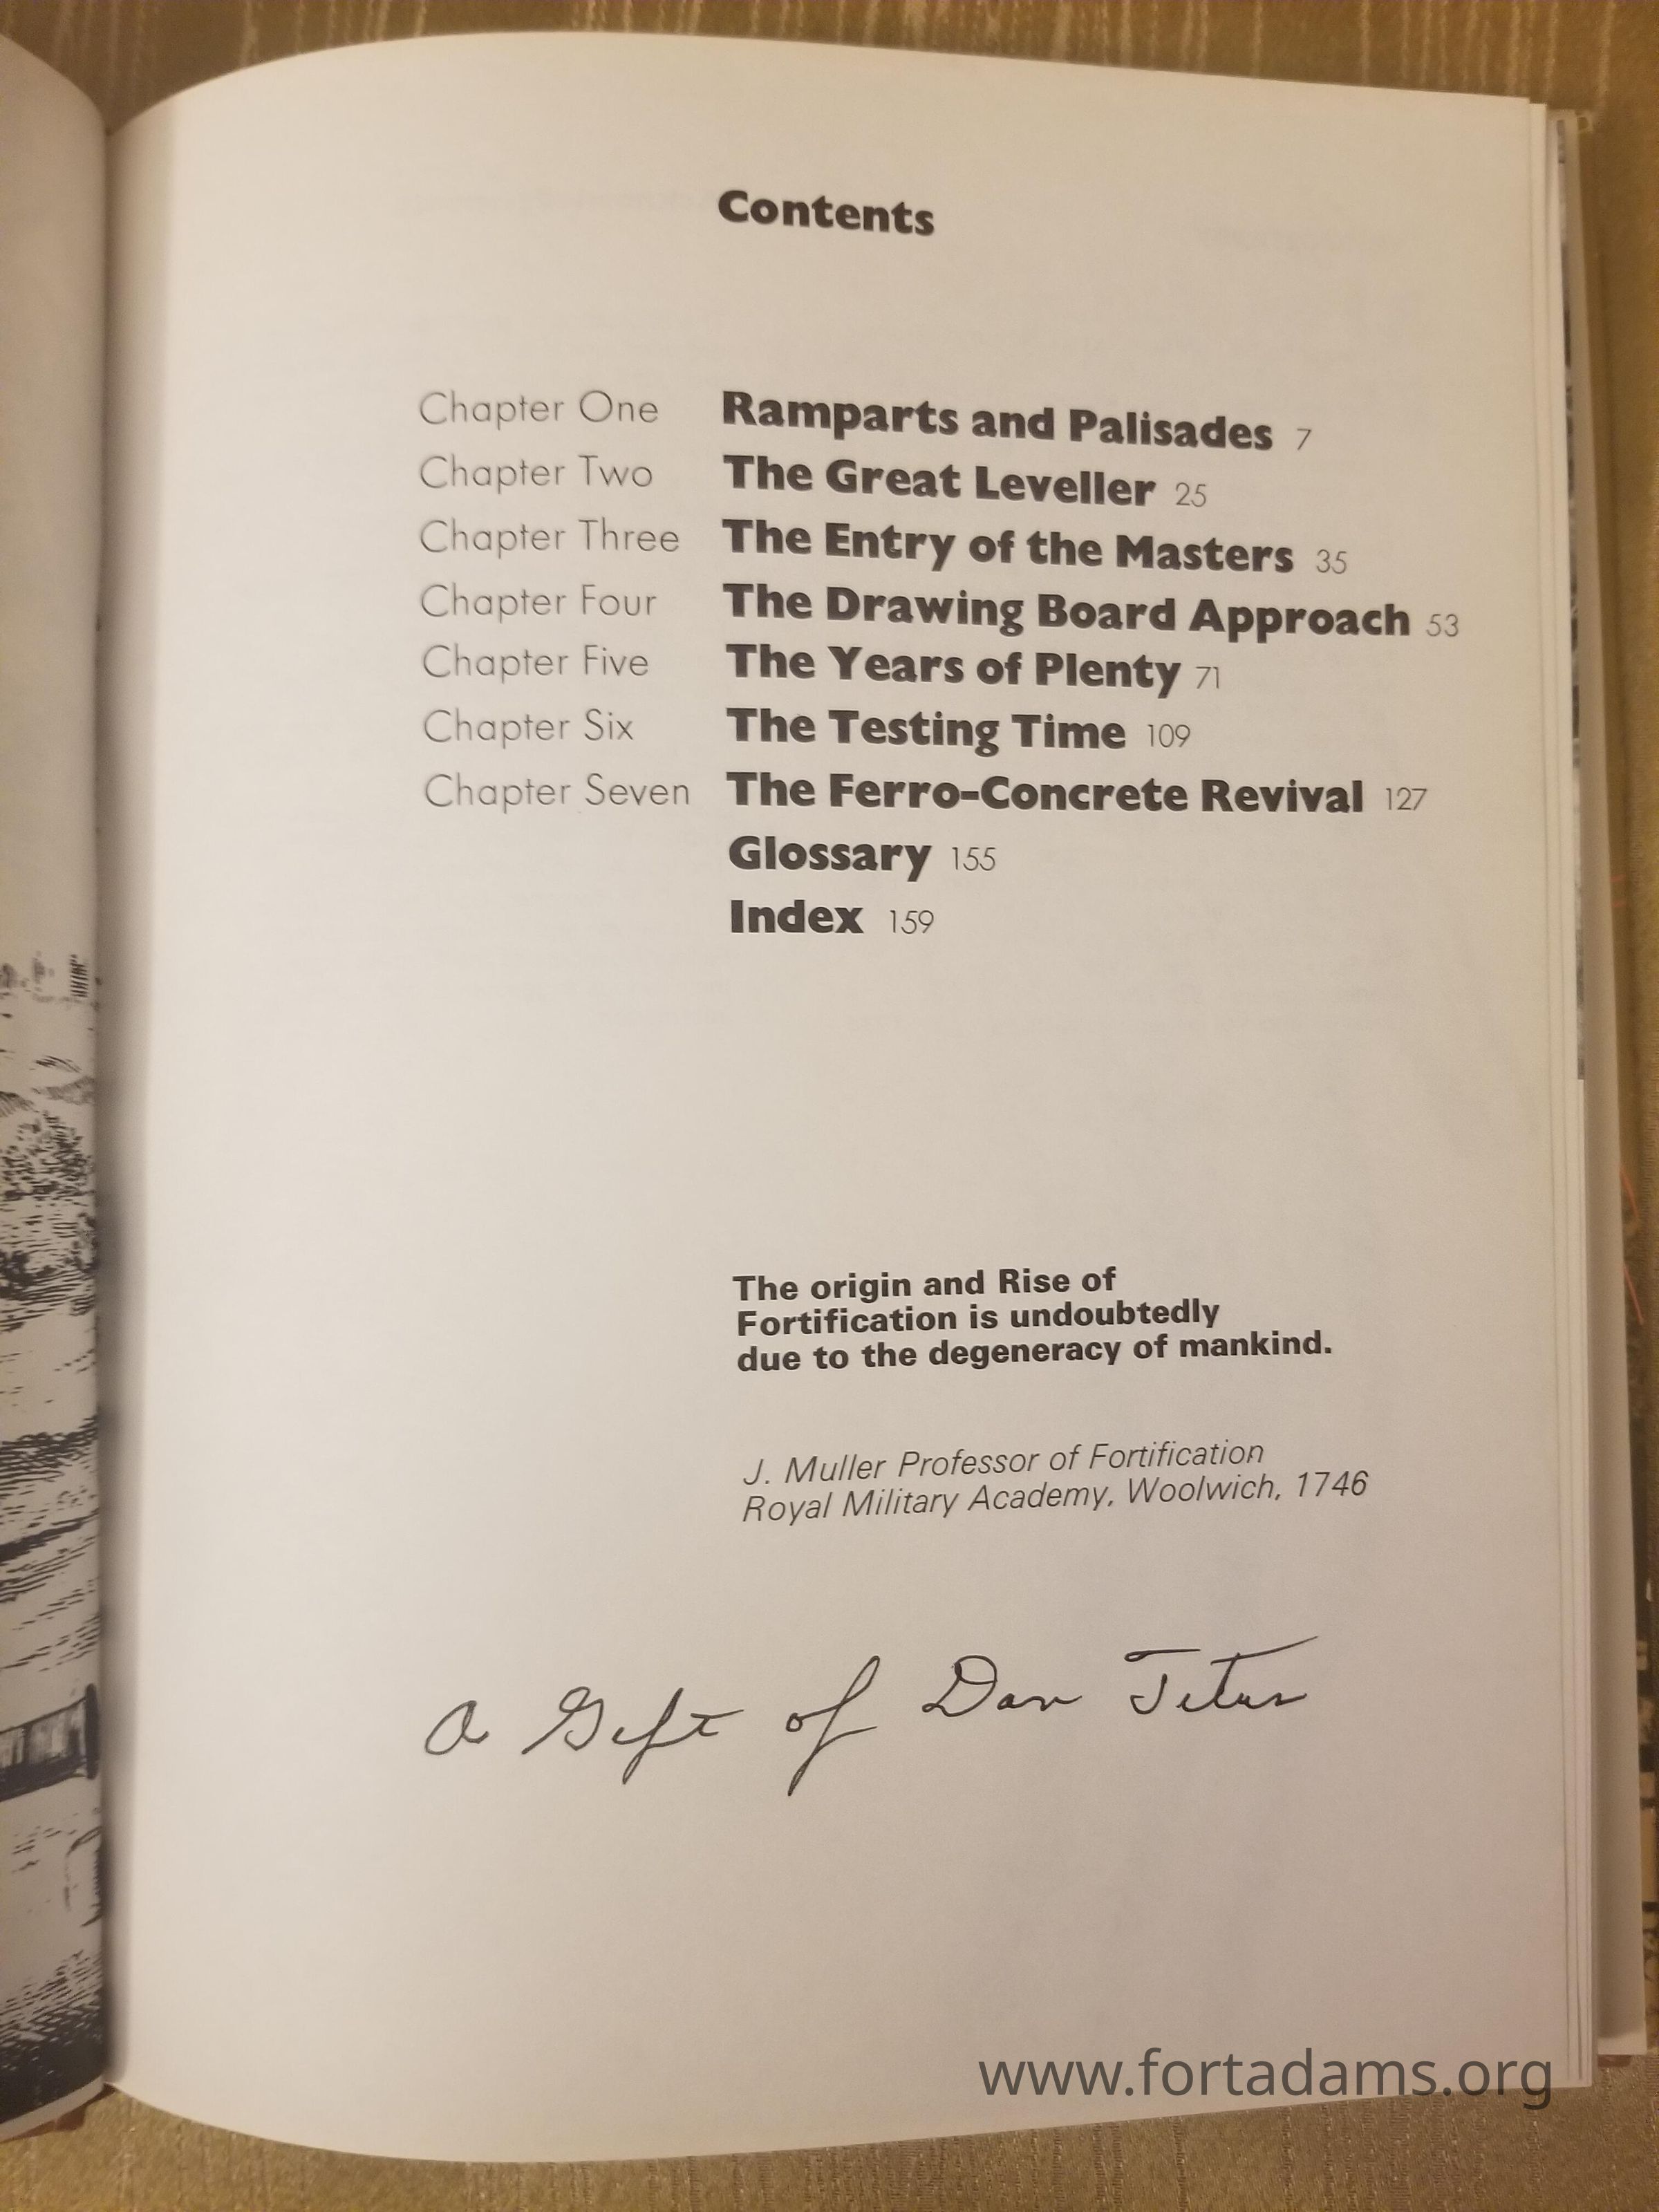 Contents
Chapter One Ramparts and Palisades 7
Chapter Two The Great Leveller 25
Chapter Three The Entry of the Masters 35
Chapter Four The Drawing Board Approach 53
Chapter Five The Years of Plenty 71
Chapter Six The Testing Time 109
Chapter Seven The Ferro-Concrete Revival 127
Glossary 155
Index 159
The origin and Rise of
Fortification is undoubtedly
due to the degeneracy of mankind.
J. Muller Professor of Fortification
Royal Military Academy, Woolwich, 1746
A Gift of Dan Titus
www.fortadams.org